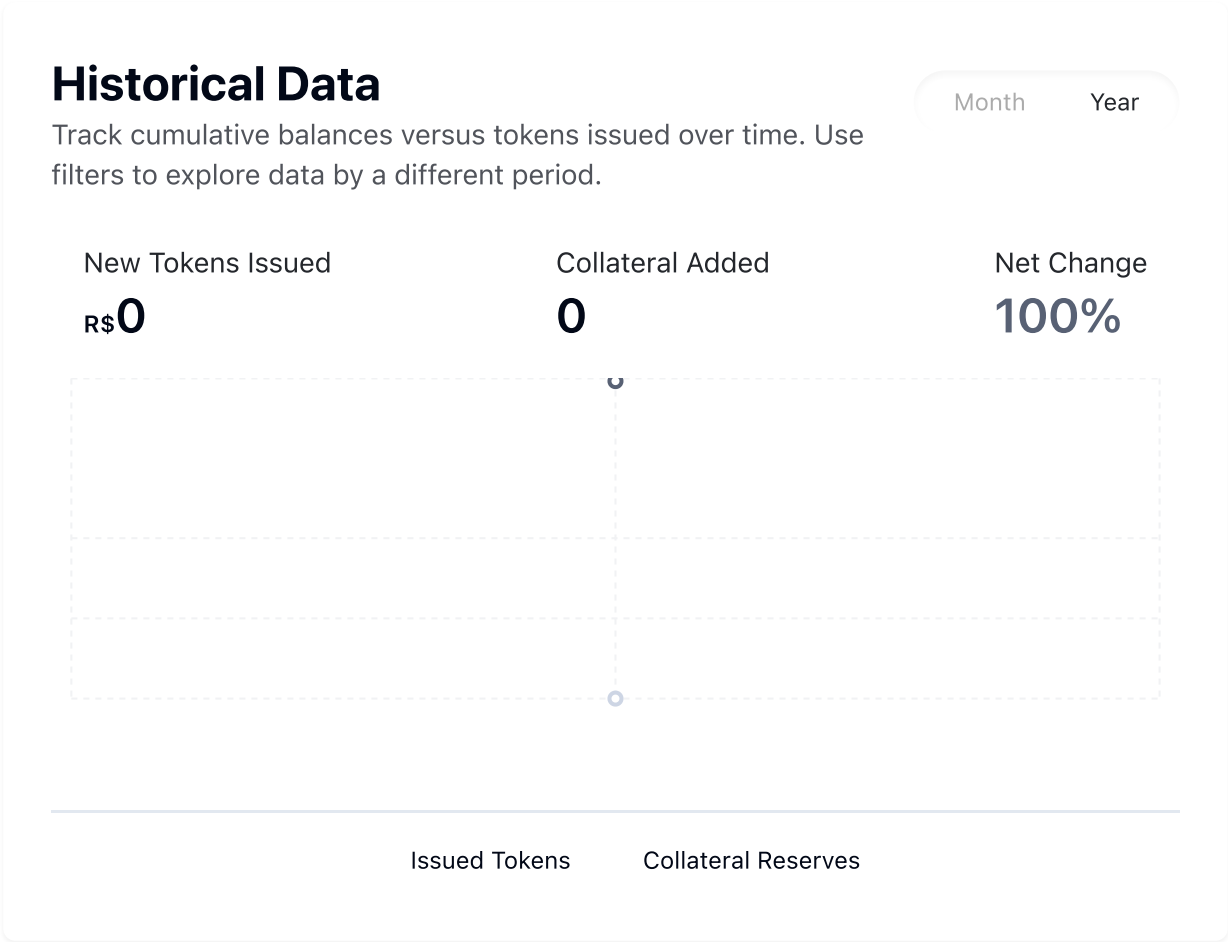 Historical Data
Month
Year
Track cumulative balances versus tokens issued over time. Use
filters to explore data by a different period.
New Tokens Issued
Collateral Added
Net Change
R$0
0
100%
Issued Tokens
Collateral Reserves